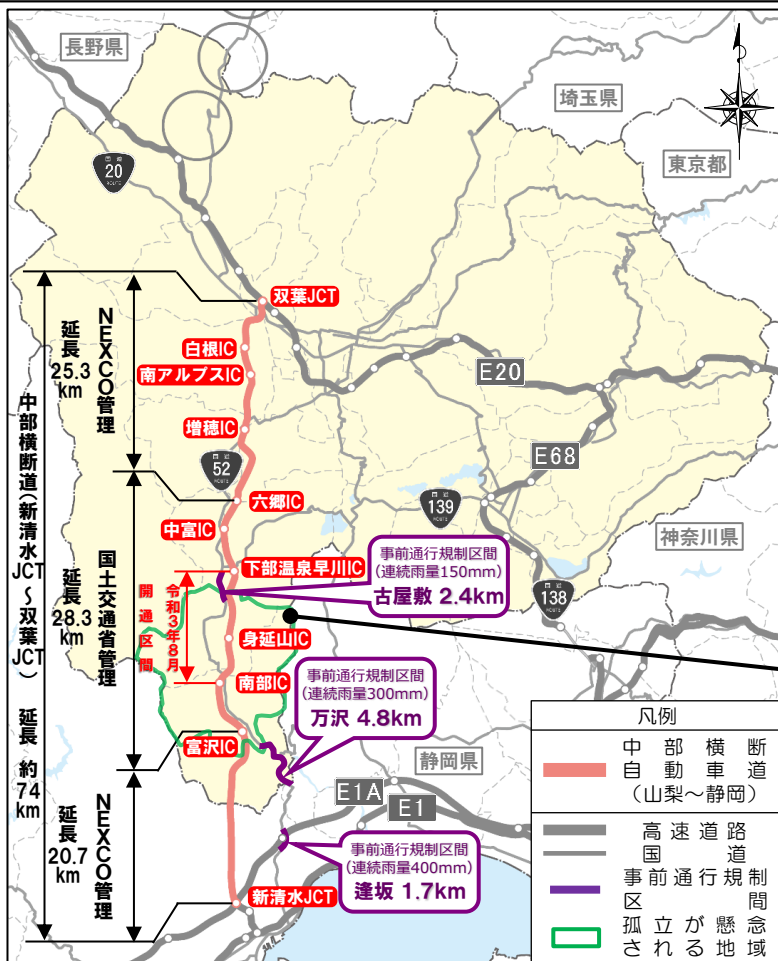 長野県
埼玉県
東京都
国道
20
ROUTE
双葉JCT
白根IC
南アルプスIC
増穂IC
E20
E68
国道
52
ROUTE
六郷IC
中富IC
国道
139
ROUTE
神奈川県
下部温泉早川IC
事前通行規制区間
(連続雨量150mm)
古屋敷 2.4km
国道
138
ROUTE
身延山IC
南部IC
事前通行規制区間
(連続雨量300mm)
万沢 4.8km
富沢IC
静岡県
E1A
E1
事前通行規制区間
(連続雨量400mm)
逢坂 1.7km
新清水JCT
中部横断道(新清水JCT～双葉JCT) 延長 約74km
NEXCO管理
延長
25.3
km
国土交通省管理
延長
28.3
km
令和3年8月
開通区間
NEXCO管理
延長
20.7
km
凡例
中部横断
自動車道
(山梨～静岡)
高速道路
国道
事前通行規制
区間
孤立が懸念
される地域